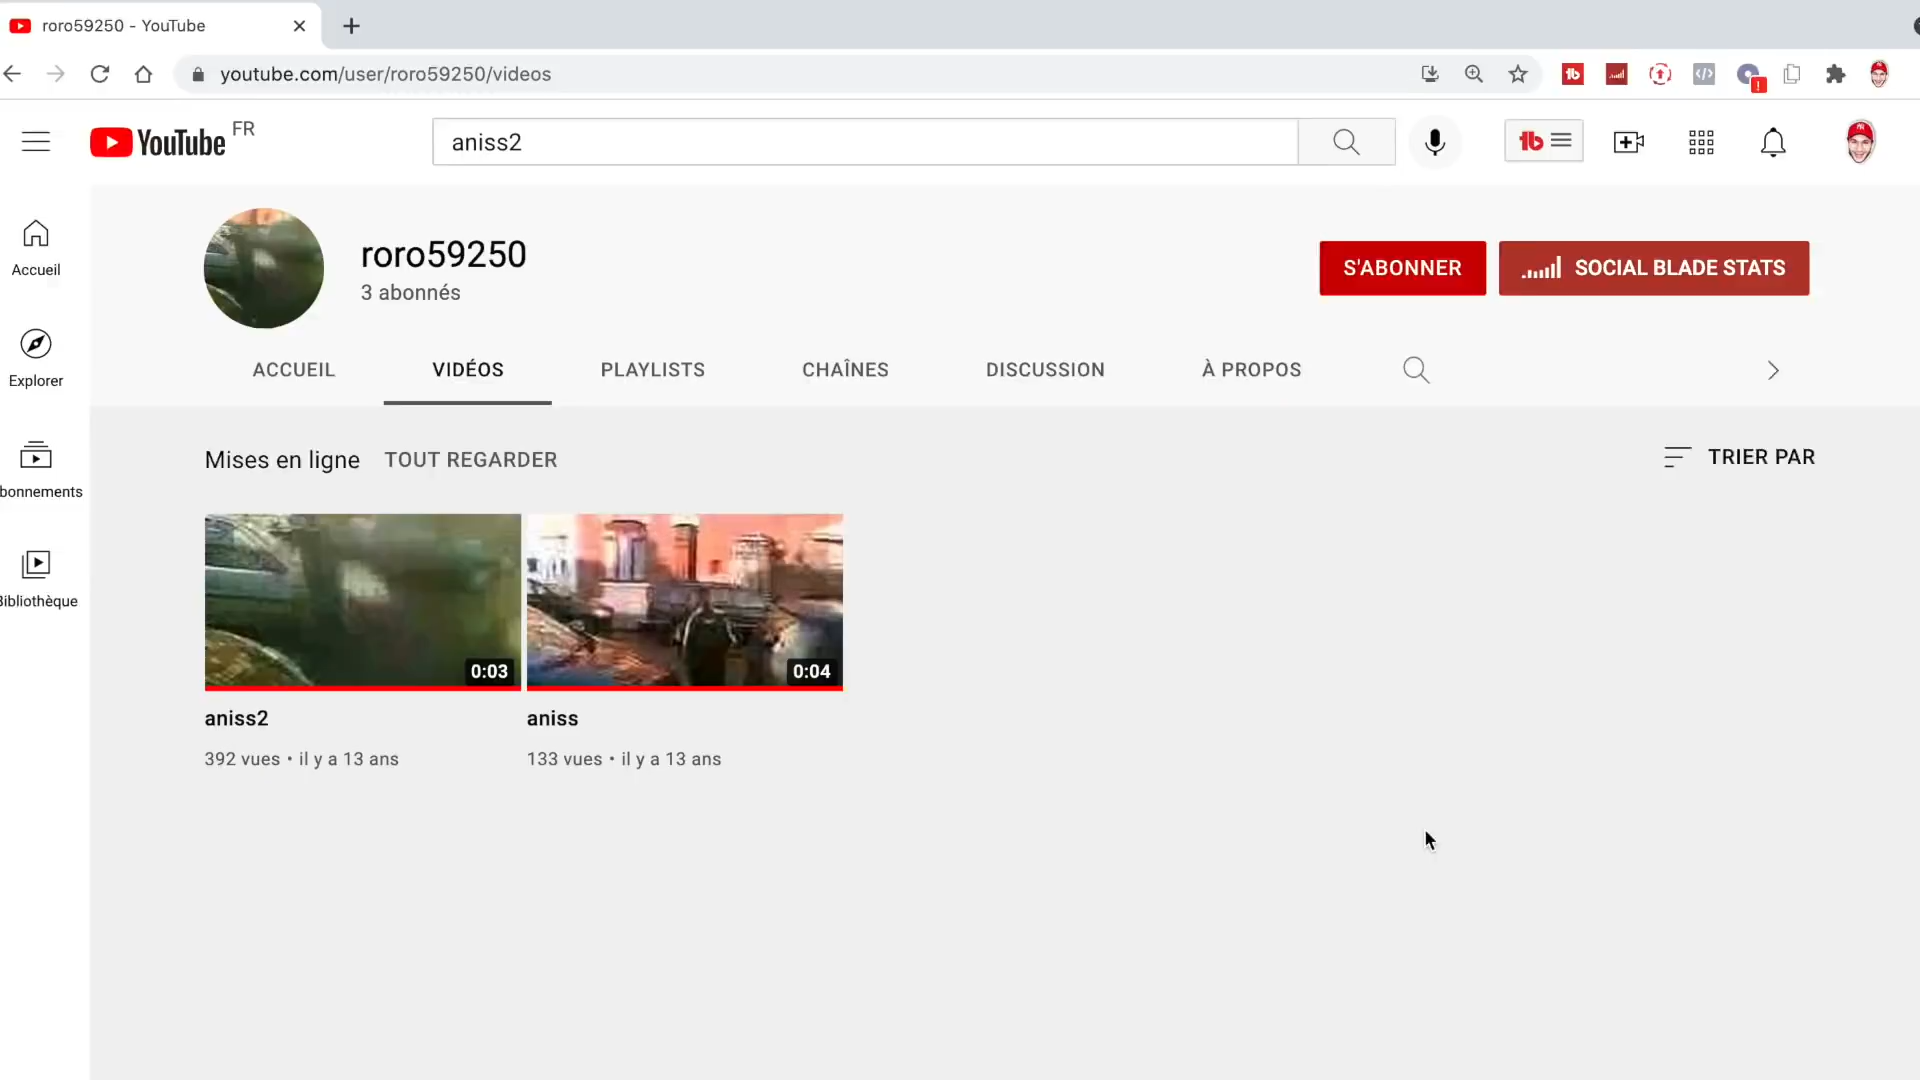 roro59250 - YouTube
youtube.com/user/roro59250/videos
YouTube FR
aniss2
tb
Accueil
Explorer
bonnements
Bibliothèque
roro59250
3 abonnés
S'ABONNER
SOCIAL BLADE STATS
ACCUEIL
VIDÉOS
PLAYLISTS
CHAÎNES
DISCUSSION
À PROPOS
Mises en ligne
TOUT REGARDER
TRIER PAR
0:03
0:04
aniss2
392 vues • il y a 13 ans
aniss
133 vues • il y a 13 ans